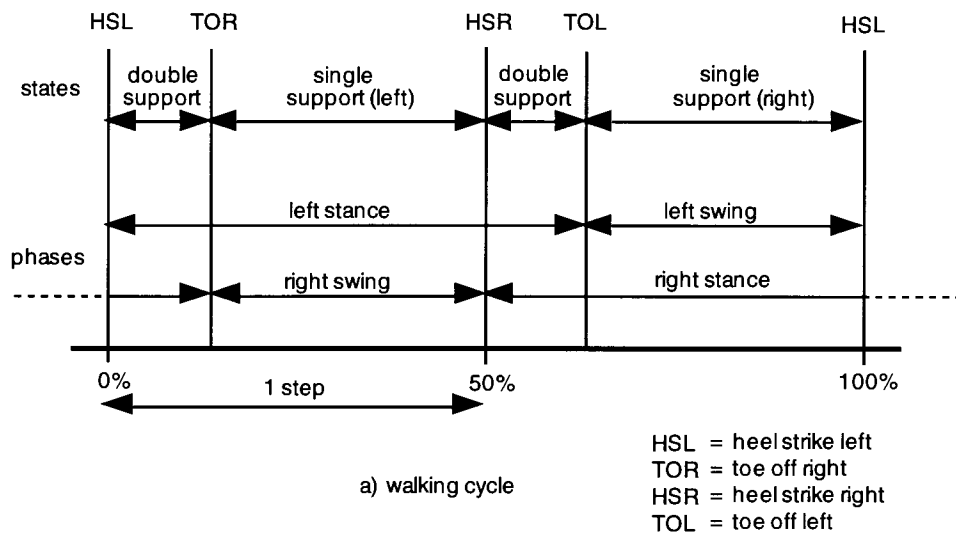 HSL TOR HSR TOL HSL
states
double support
single support (left)
double support
single support (right)
left stance
left swing
phases
right swing
right stance
0% 50% 100%
1 step
HSL = heel strike left
TOR = toe off right
HSR = heel strike right
TOL = toe off left
a) walking cycle